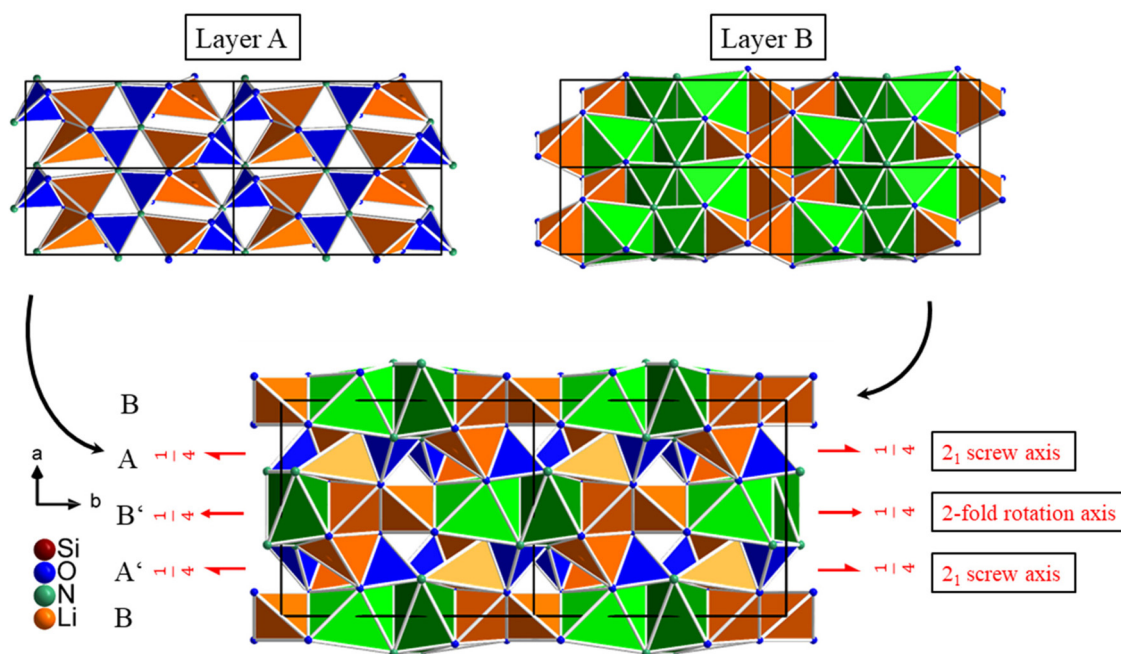 Layer A
Layer B
B
A 1/4 1/4 2₁ screw axis
a
B‘ 1/4 1/4 2-fold rotation axis
b
Si
O
A‘ 1/4 1/4 2₁ screw axis
N
Li
B